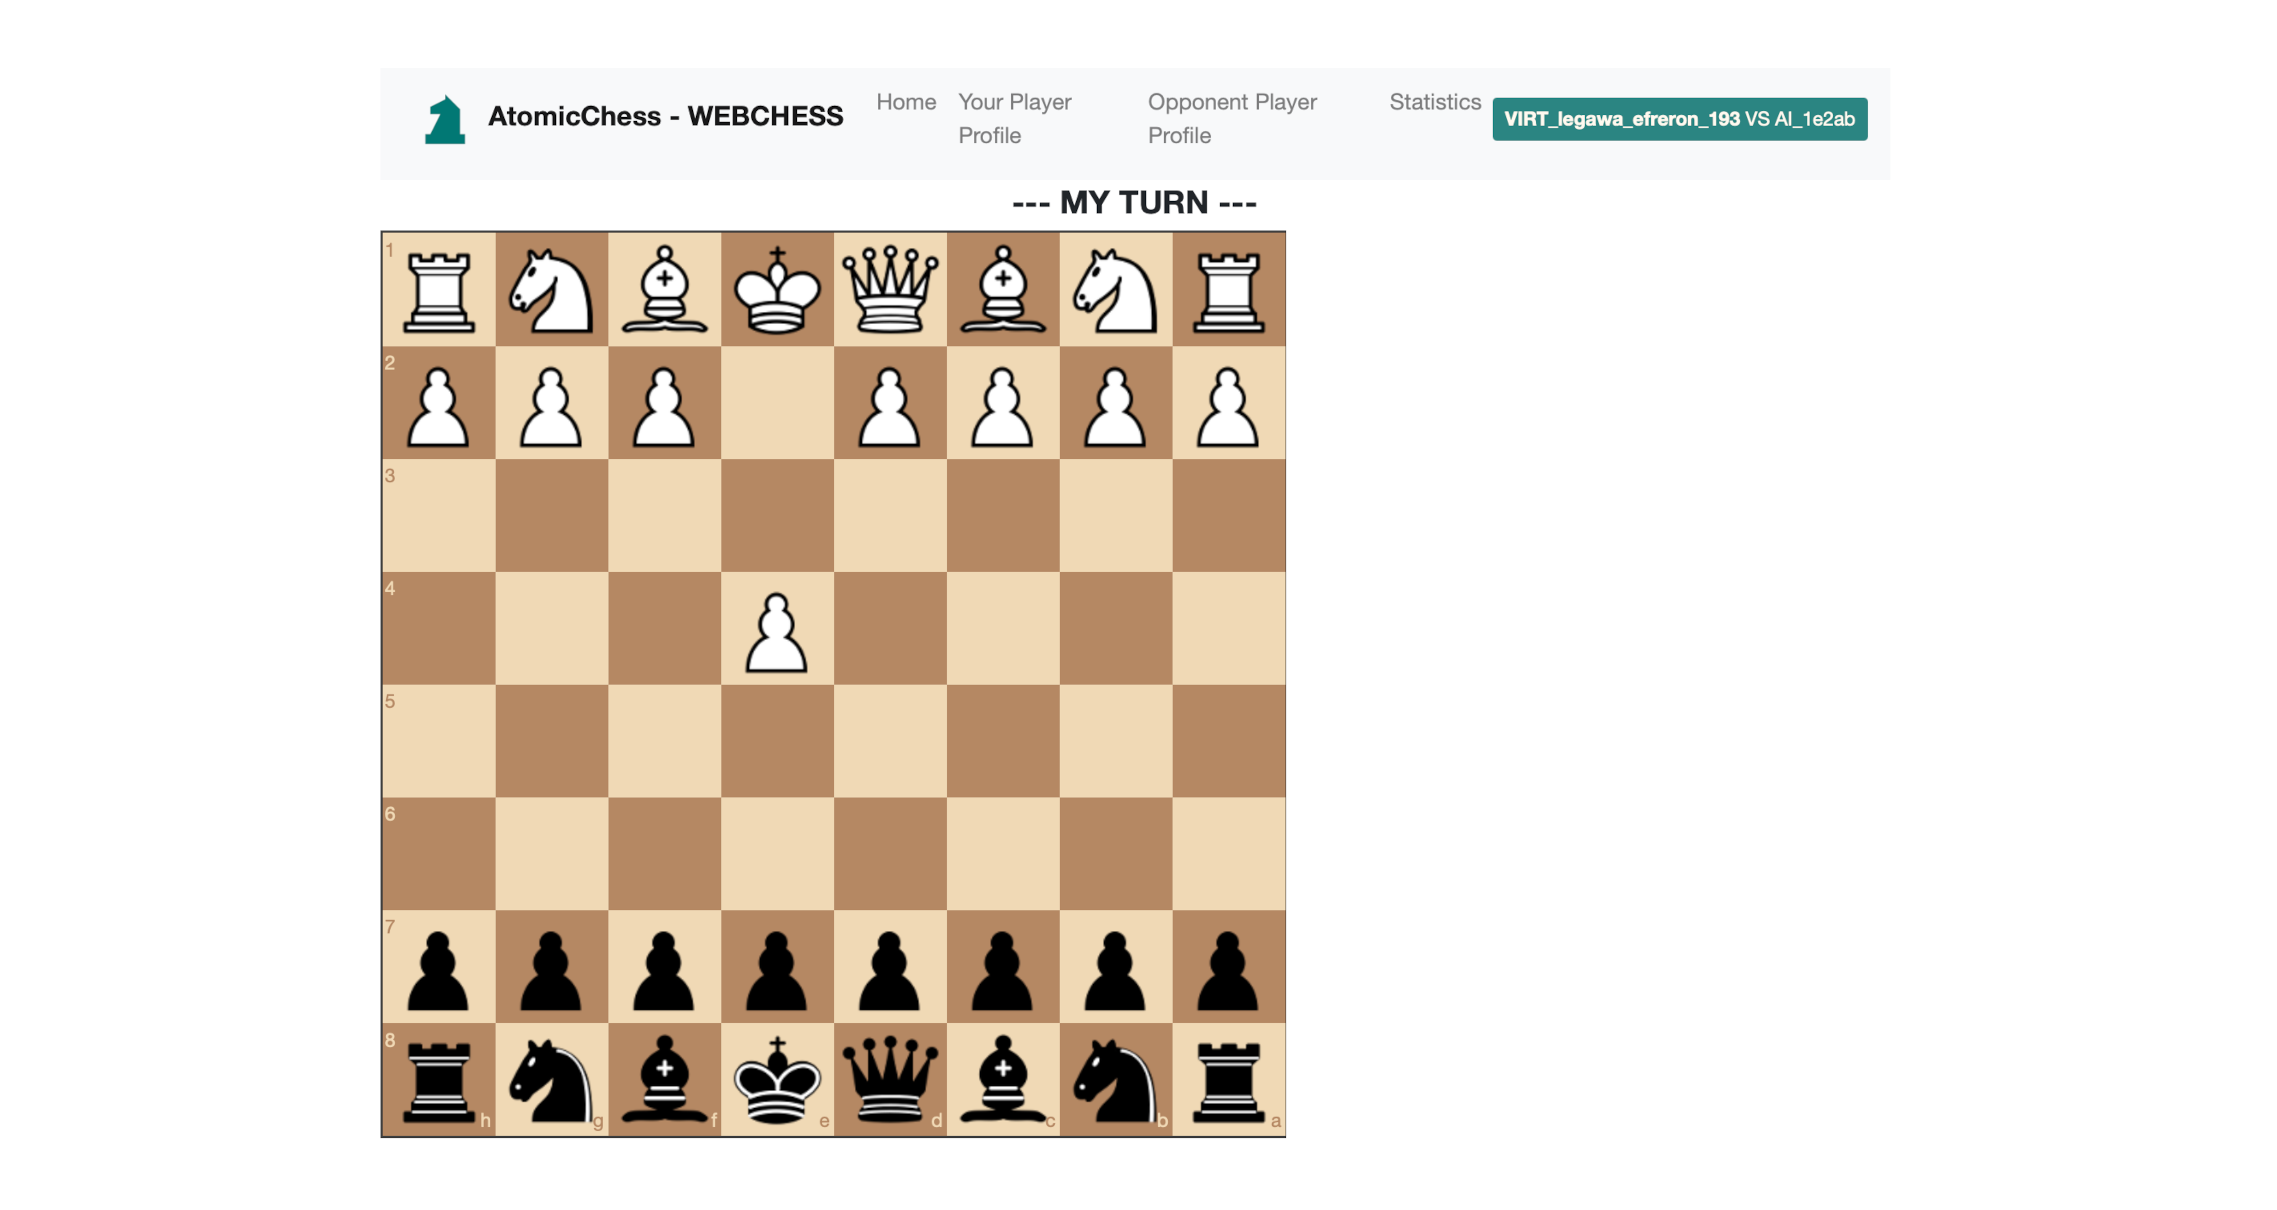 AtomicChess - WEBCHESS
Home
Your Player
Profile
Opponent Player
Profile
Statistics
VIRT_legawa_efreron_193 VS AI_1e2ab
--- MY TURN ---
1
2
3
4
5
6
7
8
h g f e d c b a